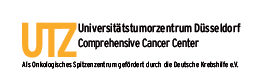 UTZ Universitätstumorzentrum Düsseldorf
Comprehensive Cancer Center
Als Onkologisches Spitzenzentrum gefördert durch die Deutsche Krebshilfe e.V.